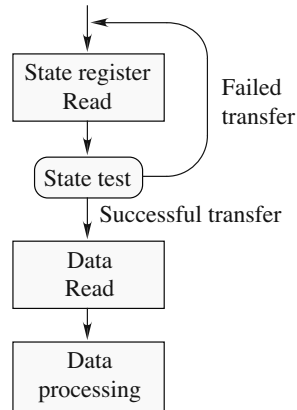 State register
Read
Failed
transfer
State test
Successful transfer
Data
Read
Data
processing